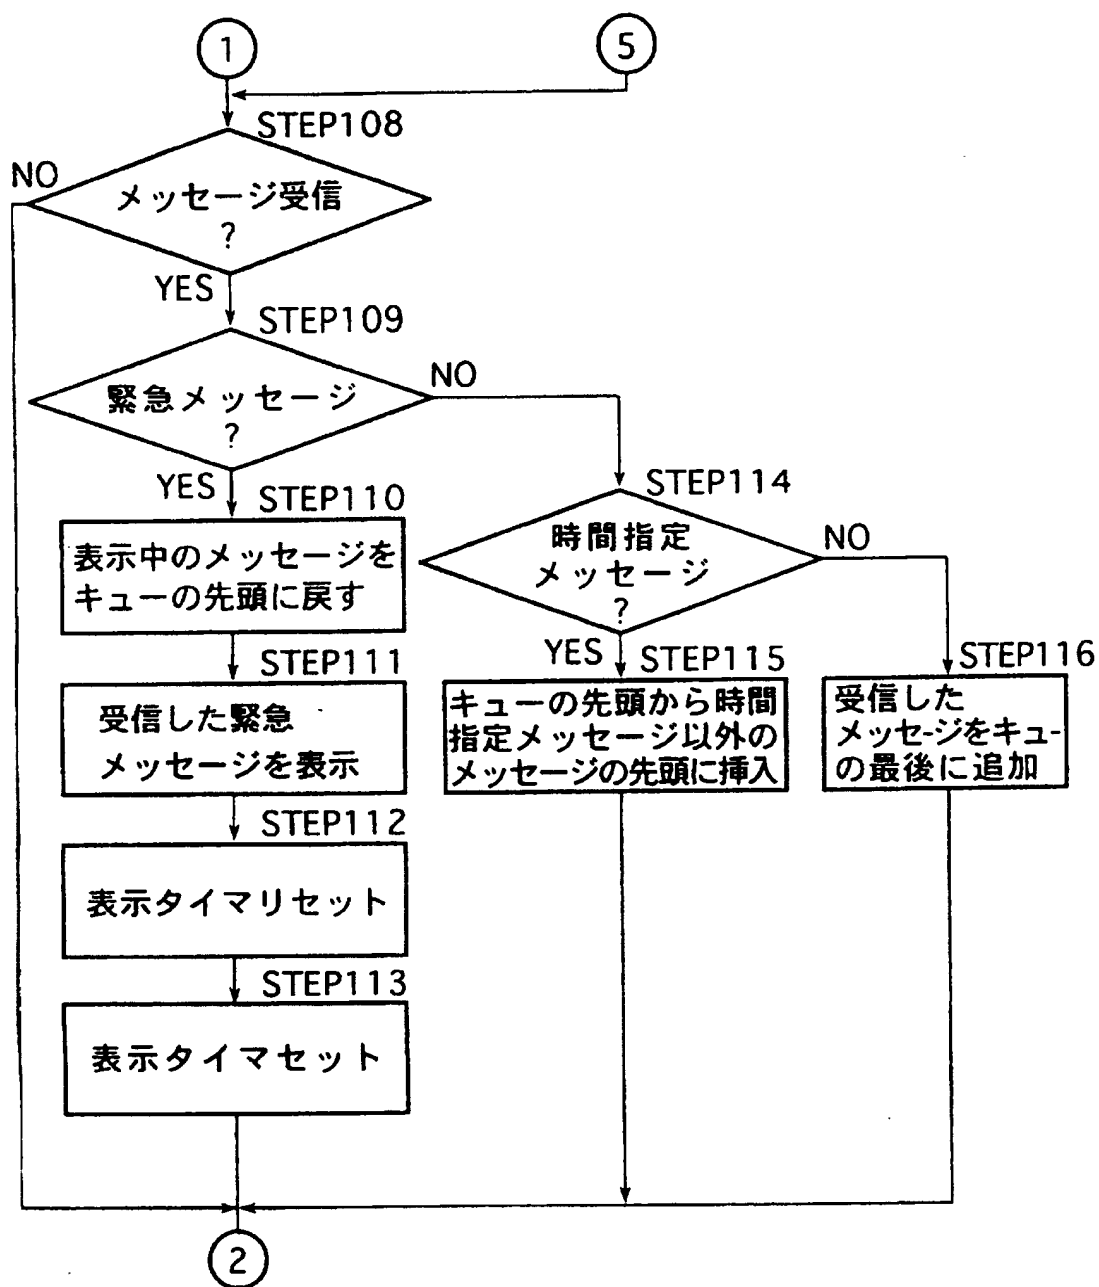 1
5
STEP108
NO
メッセージ受信
?
YES
STEP109
緊急メッセージ
?
NO
YES
STEP110
表示中のメッセージを
キューの先頭に戻す
STEP111
受信した緊急
メッセージを表示
STEP112
表示タイマリセット
STEP113
表示タイマセット
STEP114
時間指定
メッセージ
?
NO
YES
STEP115
キューの先頭から時間
指定メッセージ以外の
メッセージの先頭に挿入
STEP116
受信した
メッセージをキュー
の最後に追加
2